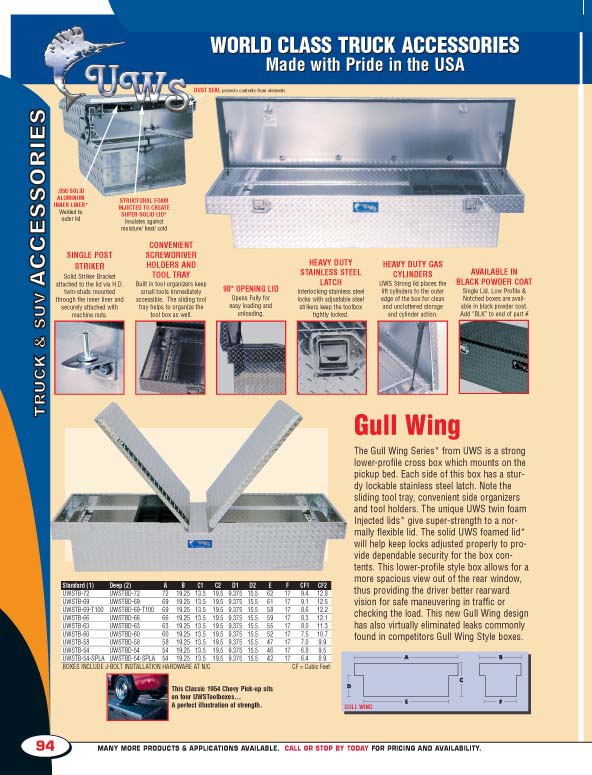 WORLD CLASS TRUCK ACCESSORIES
Made with Pride in the USA
UWS
TRUCK & SUV ACCESSORIES
DUST SEAL protects contents from elements.
.050 SOLID
ALUMINUM
INNER LINER*
Welded to
outer lid
STRUCTURAL FOAM
INJECTED TO CREATE
SUPER-SOLID LID*
Insulates against
moisture/ heat/ cold
SINGLE POST
STRIKER
Solid Striker Bracket
attached to the lid via H.D.
twin-studs mounted
through the inner liner and
securely attached with
machine nuts.
CONVENIENT
SCREWDRIVER
HOLDERS AND
TOOL TRAY
Built in tool organizers keep
small tools immediately
accessible. The sliding tool
tray helps to organize the
tool box as well.
90° OPENING LID
Opens Fully for
easy loading and
unloading.
HEAVY DUTY
STAINLESS STEEL
LATCH
Interlocking stainless steel
locks with adjustable steel
strikers keep the toolbox
tightly locked.
HEAVY DUTY GAS
CYLINDERS
UWS Strong lid places the
lift cylinders to the outer
edge of the box for clean
and uncluttered storage
and cylinder action.
AVAILABLE IN
BLACK POWDER COAT
Single Lid, Low Profile &
Notched boxes are avail-
able in black powder coat.
Add "BLK" to end of part #
Gull Wing
The Gull Wing Series* from UWS is a strong
lower-profile cross box which mounts on the
pickup bed. Each side of this box has a stur-
dy lockable stainless steel latch. Note the
sliding tool tray, convenient side organizers
and tool holders. The unique UWS twin foam
Injected lids* give super-strength to a nor-
mally flexible lid. The solid UWS foamed lid*
will help keep locks adjusted properly to pro-
vide dependable security for the box con-
tents. This lower-profile style box allows for a
more spacious view out of the rear window,
thus providing the driver better rearward
vision for safe maneuvering in traffic or
checking the load. This new Gull Wing design
has also virtually eliminated leaks commonly
found in competitors Gull Wing Style boxes.
Standard (1) Deep (2) A B C1 C2 D1 D2 E F CF1 CF2
UWSTB-72 UWSTBD-72 72 19.25 13.5 19.5 9.375 15.5 62 17 9.4 12.8
UWSTB-69 UWSTBD-69 69 19.25 13.5 19.5 9.375 15.5 61 17 9.1 12.5
UWSTB-69-T100 UWSTBD-69-T100 69 19.25 13.5 19.5 9.375 15.5 58 17 8.6 12.2
UWSTB-66 UWSTBD-66 66 19.25 13.5 19.5 9.375 15.5 59 17 8.3 12.1
UWSTB-63 UWSTBD-63 63 19.25 13.5 19.5 9.375 15.5 55 17 8.0 11.3
UWSTB-60 UWSTBD-60 60 19.25 13.5 19.5 9.375 15.5 52 17 7.5 10.7
UWSTB-58 UWSTBD-58 58 19.25 13.5 19.5 9.375 15.5 47 17 7.0 9.9
UWSTB-54 UWSTBD-54 54 19.25 13.5 19.5 9.375 15.5 46 17 6.8 9.5
UWSTB-54-SPLA UWSTBD-54-SPLA 54 19.25 13.5 19.5 9.375 15.5 42 17 6.4 8.9
BOXES INCLUDE J-BOLT INSTALLATION HARDWARE AT N/C CF = Cubic Feet
This Classic 1954 Chevy Pick-up sits
on four UWSToolboxes...
A perfect illustration of strength.
A B
D C
E F
GULL WING
94
MANY MORE PRODUCTS & APPLICATIONS AVAILABLE. CALL OR STOP BY TODAY FOR PRICING AND AVAILABILITY.